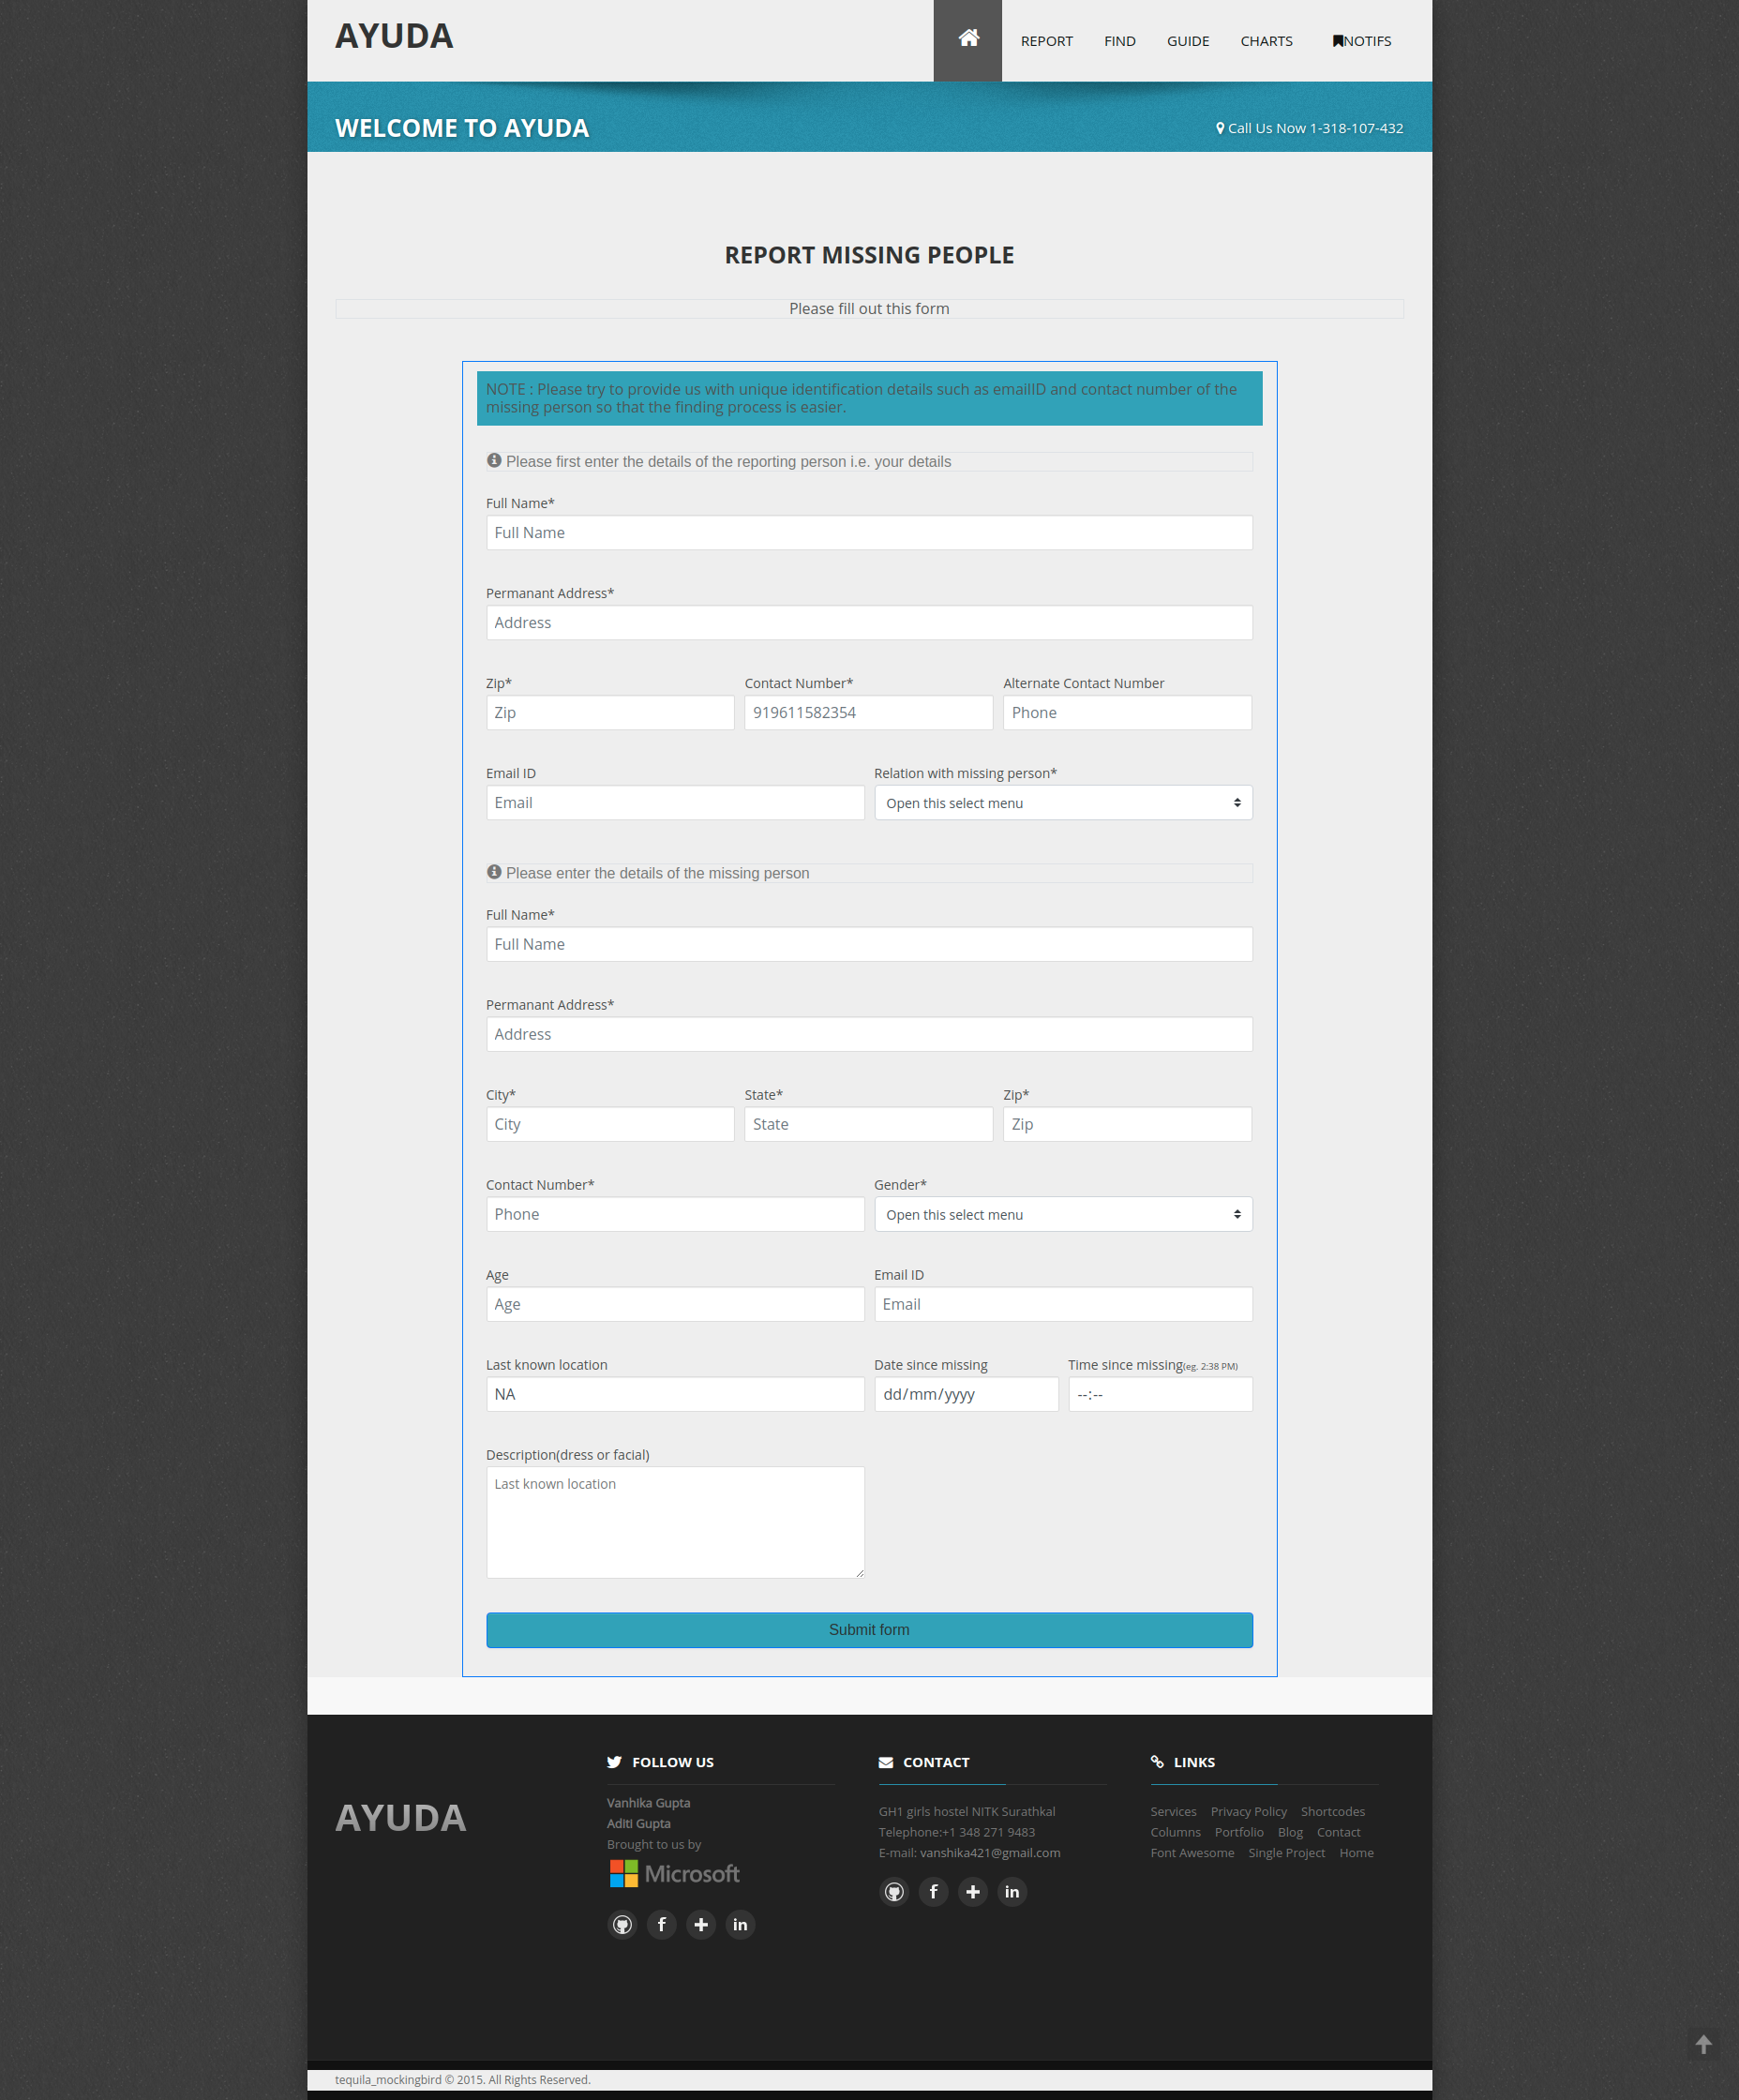 AYUDA
REPORT FIND GUIDE CHARTS NOTIFS
WELCOME TO AYUDA
Call Us Now 1-318-107-432
REPORT MISSING PEOPLE
Please fill out this form
NOTE : Please try to provide us with unique identification details such as emailID and contact number of the
missing person so that the finding process is easier.
Please first enter the details of the reporting person i.e. your details
Full Name*
Full Name
Permanant Address*
Address
Zip* Contact Number* Alternate Contact Number
Zip 919611582354 Phone
Email ID Relation with missing person*
Email Open this select menu
Please enter the details of the missing person
Full Name*
Full Name
Permanant Address*
Address
City* State* Zip*
City State Zip
Contact Number* Gender*
Phone Open this select menu
Age Email ID
Age Email
Last known location Date since missing Time since missing(eg. 2:38 PM)
NA dd/mm/yyyy --:--
Description(dress or facial)
Last known location
Submit form
AYUDA
FOLLOW US
Vanhika Gupta
Aditi Gupta
Brought to us by
Microsoft
CONTACT
GH1 girls hostel NITK Surathkal
Telephone:+1 348 271 9483
E-mail: vanshika421@gmail.com
LINKS
Services Privacy Policy Shortcodes
Columns Portfolio Blog Contact
Font Awesome Single Project Home
tequila_mockingbird © 2015. All Rights Reserved.